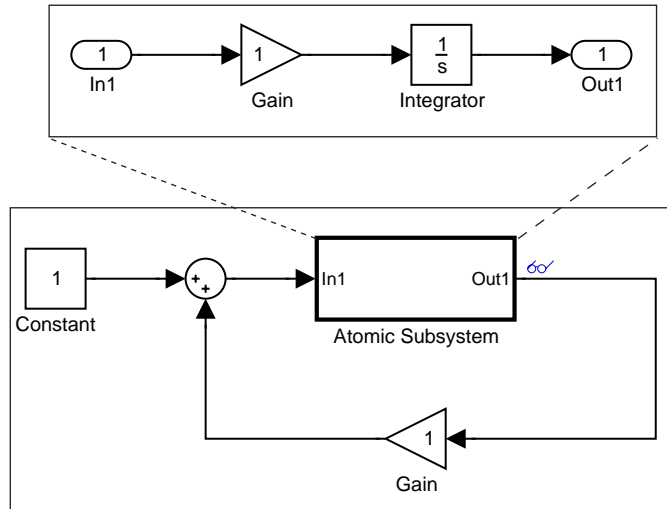 1
1
1
s
1
In1
Gain
Integrator
Out1
1
+
+
In1
Out1
Constant
Atomic Subsystem
1
Gain